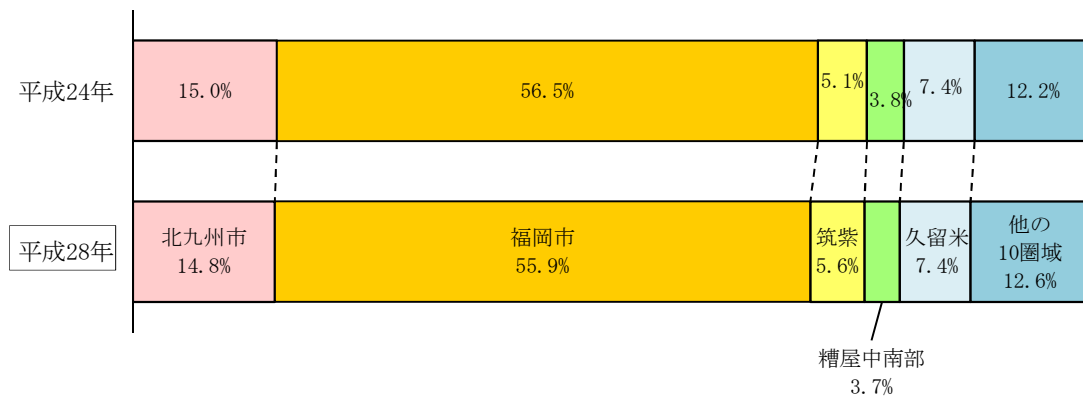 平成24年
15.0%
56.5%
5.1%
3.8%
7.4%
12.2%
平成28年
北九州市
14.8%
福岡市
55.9%
筑紫
5.6%
久留米
7.4%
他の
10圏域
12.6%
糟屋中南部
3.7%